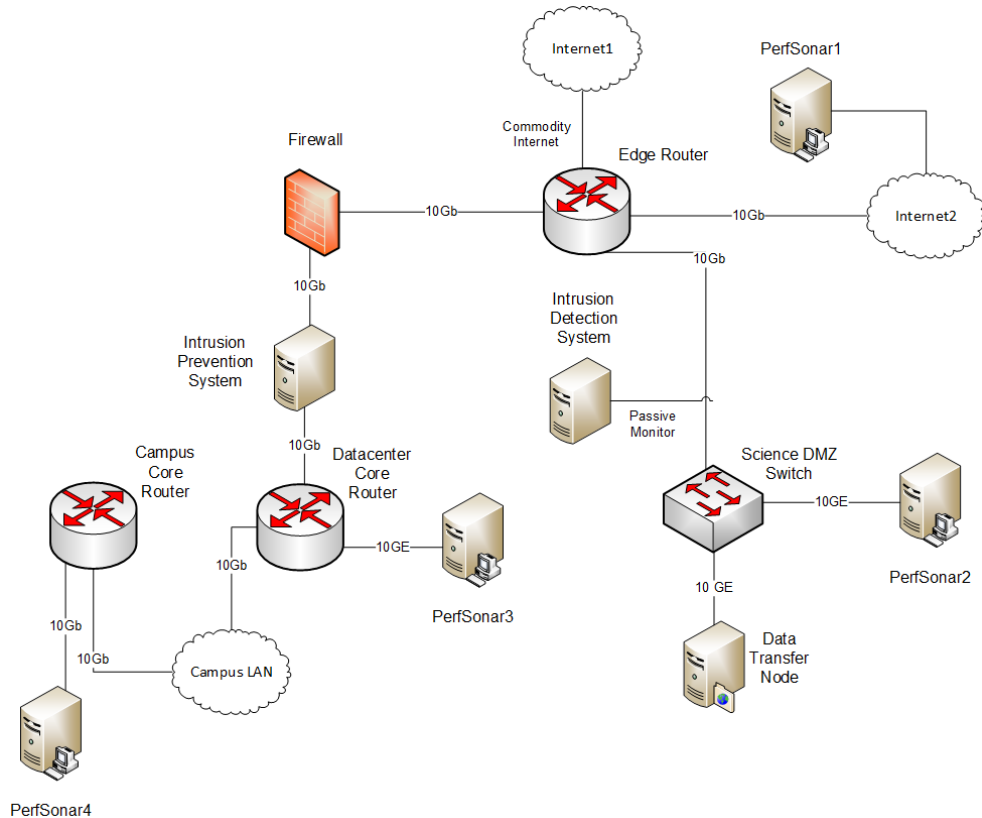 Internet1
PerfSonar1
Commodity
Internet
Edge Router
Firewall
10Gb
10Gb
Internet2
10Gb
10Gb
Intrusion
Detection
System
Intrusion
Prevention
System
Passive
Monitor
10Gb
Campus
Core
Router
Datacenter
Core
Router
Science DMZ
Switch
10GE
PerfSonar2
10GE
PerfSonar3
10Gb
10 GE
10Gb
10Gb
Campus LAN
Data
Transfer
Node
PerfSonar4